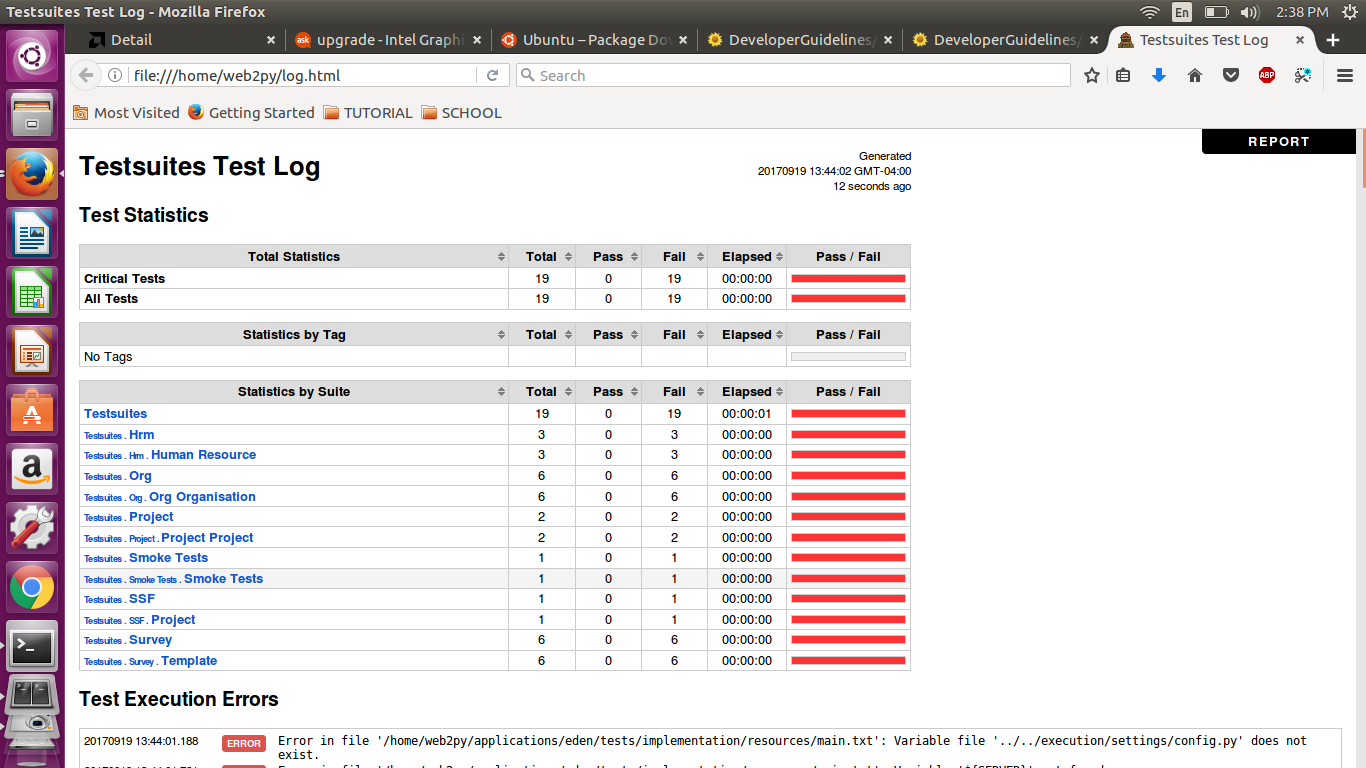 Testsuites Test Log - Mozilla Firefox
En
2:38 PM
Detail
ask upgrade - Intel Graphi
Ubuntu – Package Dov
DeveloperGuidelines/
DeveloperGuidelines/
Testsuites Test Log
file:///home/web2py/log.html
Search
ABP
Most Visited
Getting Started
TUTORIAL
SCHOOL
REPORT
Testsuites Test Log
Generated
20170919 13:44:02 GMT-04:00
12 seconds ago
Test Statistics
Total Statistics Total Pass Fail Elapsed Pass / Fail
Critical Tests 19 0 19 00:00:00
All Tests 19 0 19 00:00:00
Statistics by Tag Total Pass Fail Elapsed Pass / Fail
No Tags
Statistics by Suite Total Pass Fail Elapsed Pass / Fail
Testsuites 19 0 19 00:00:01
Testsuites . Hrm 3 0 3 00:00:00
Testsuites . Hrm . Human Resource 3 0 3 00:00:00
Testsuites . Org 6 0 6 00:00:00
Testsuites . Org . Org Organisation 6 0 6 00:00:00
Testsuites . Project 2 0 2 00:00:00
Testsuites . Project . Project Project 2 0 2 00:00:00
Testsuites . Smoke Tests 1 0 1 00:00:00
Testsuites . Smoke Tests . Smoke Tests 1 0 1 00:00:00
Testsuites . SSF 1 0 1 00:00:00
Testsuites . SSF . Project 1 0 1 00:00:00
Testsuites . Survey 6 0 6 00:00:00
Testsuites . Survey . Template 6 0 6 00:00:00
Test Execution Errors
20170919 13:44:01.188 ERROR Error in file '/home/web2py/applications/eden/tests/implementation/resources/main.txt': Variable file '../../execution/settings/config.py' does not
exist.